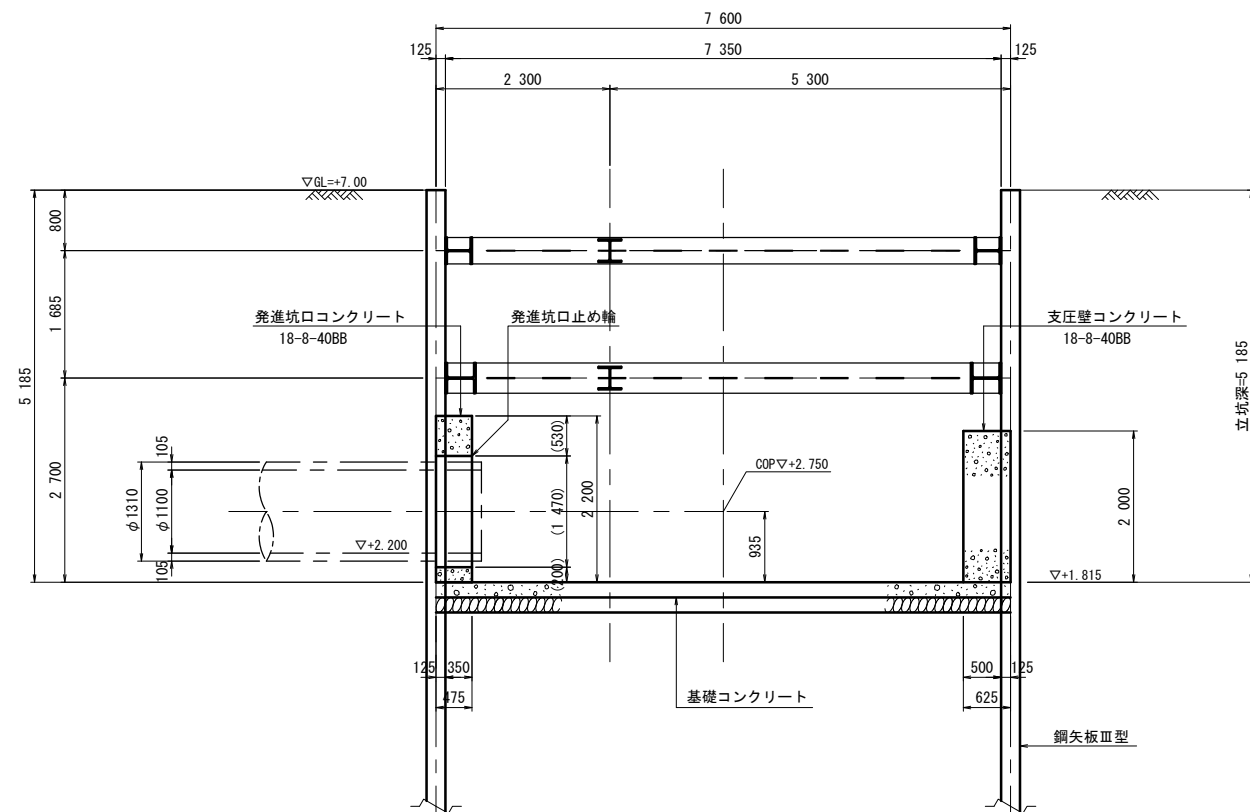 7 600
125
7 350
125
2 300
5 300
▽GL=+7.00
800
1 685
2 700
5 185
発進坑口コンクリート
18-8-40BB
発進坑口止め輪
支圧壁コンクリート
18-8-40BB
立坑深=5 185
(530)
(1 470)
(200)
2 200
COP▽+2.750
935
2 000
105
φ1310
φ1100
105
▽+2.200
▽+1.815
125
350
475
500
125
625
基礎コンクリート
鋼矢板Ⅲ型